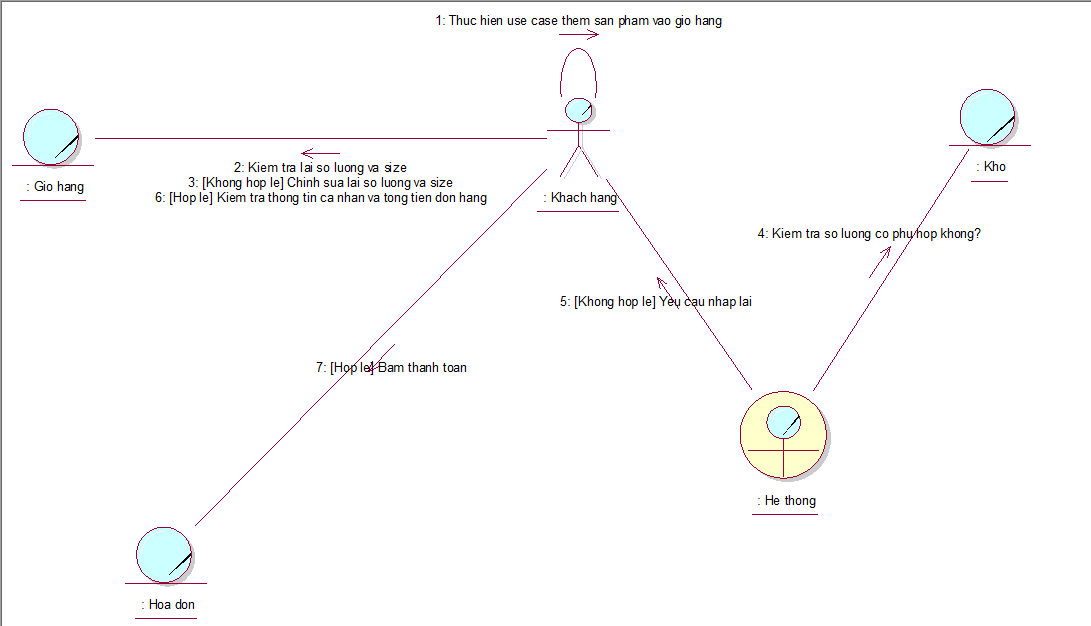 1: Thuc hien use case them san pham vao gio hang
: Gio hang
2: Kiem tra lai so luong va size
3: [Khong hop le] Chinh sua lai so luong va size
6: [Hop le] Kiem tra thong tin ca nhan va tong tien don hang
: Khach hang
: Kho
4: Kiem tra so luong co phu hop khong?
5: [Khong hop le] Yeu cau nhap lai
7: [Hop le] Bam thanh toan
: He thong
: Hoa don